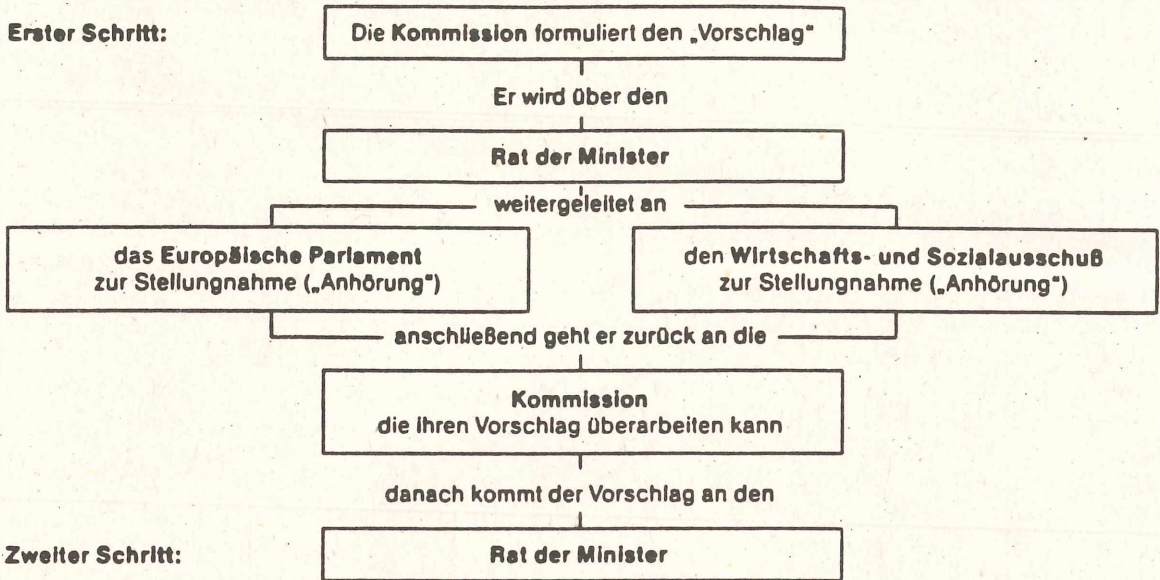 Erster Schritt:
Die Kommission formuliert den „Vorschlag“
Er wird über den
Rat der Minister
weitergeleitet an
das Europäische Parlament
zur Stellungnahme („Anhörung“)
den Wirtschafts- und Sozialausschuß
zur Stellungnahme („Anhörung“)
anschließend geht er zurück an die
Kommission
die ihren Vorschlag überarbeiten kann
danach kommt der Vorschlag an den
Zweiter Schritt:
Rat der Minister